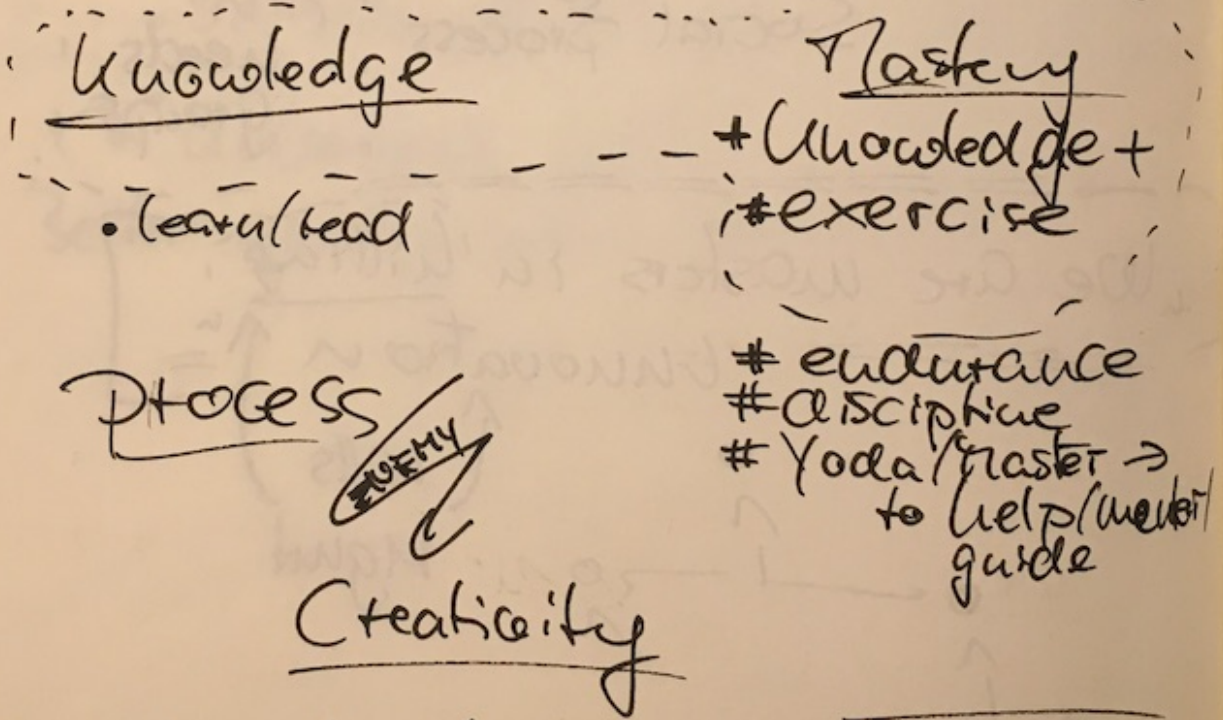 Knowledge
• learn/read
Mastery
+ Knowledge +
# exercise
# endurance
# discipline
# Yoda/Master →
to help/mentor/
guide
Process
ENEMY
Creativity